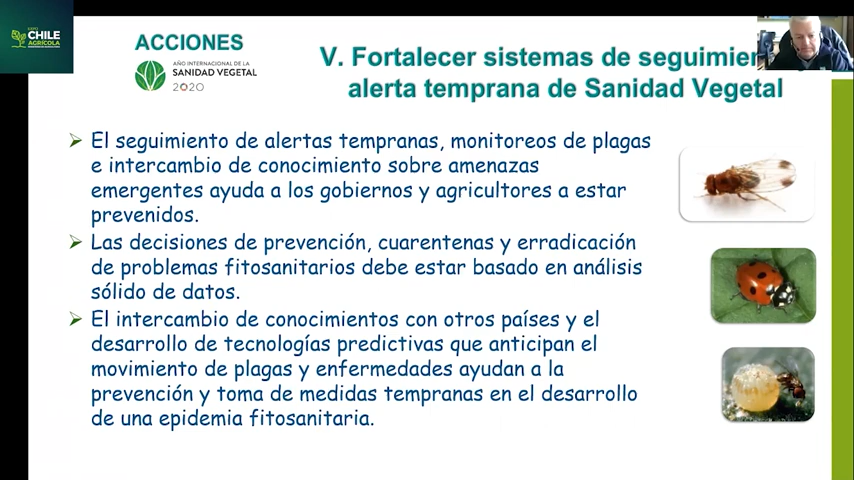 CHILE
AGRÍCOLA
ACCIONES
AÑO INTERNACIONAL DE LA
SANIDAD VEGETAL
2020
V. Fortalecer sistemas de seguimie
alerta temprana de Sanidad Vegetal
El seguimiento de alertas tempranas, monitoreos de plagas
e intercambio de conocimiento sobre amenazas
emergentes ayuda a los gobiernos y agricultores a estar
prevenidos.
Las decisiones de prevención, cuarentenas y erradicación
de problemas fitosanitarios debe estar basado en análisis
sólido de datos.
El intercambio de conocimientos con otros países y el
desarrollo de tecnologías predictivas que anticipan el
movimiento de plagas y enfermedades ayudan a la
prevención y toma de medidas tempranas en el desarrollo
de una epidemia fitosanitaria.